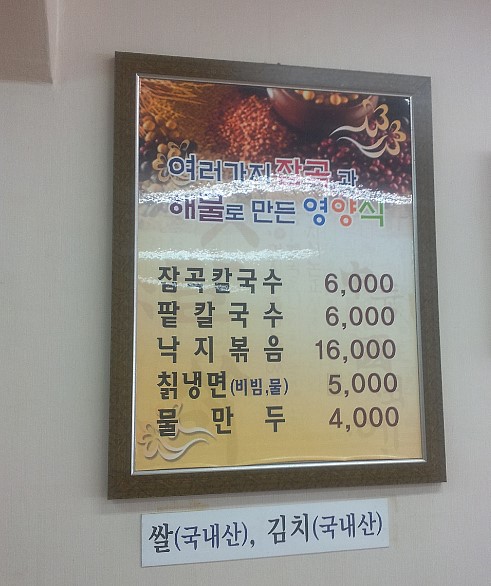 여러가지 잡곡과
해물로 만든 영양식
잡곡칼국수 6,000
팥칼국수 6,000
낙지볶음 16,000
칡냉면(비빔,물) 5,000
물만두 4,000
쌀(국내산), 김치(국내산)